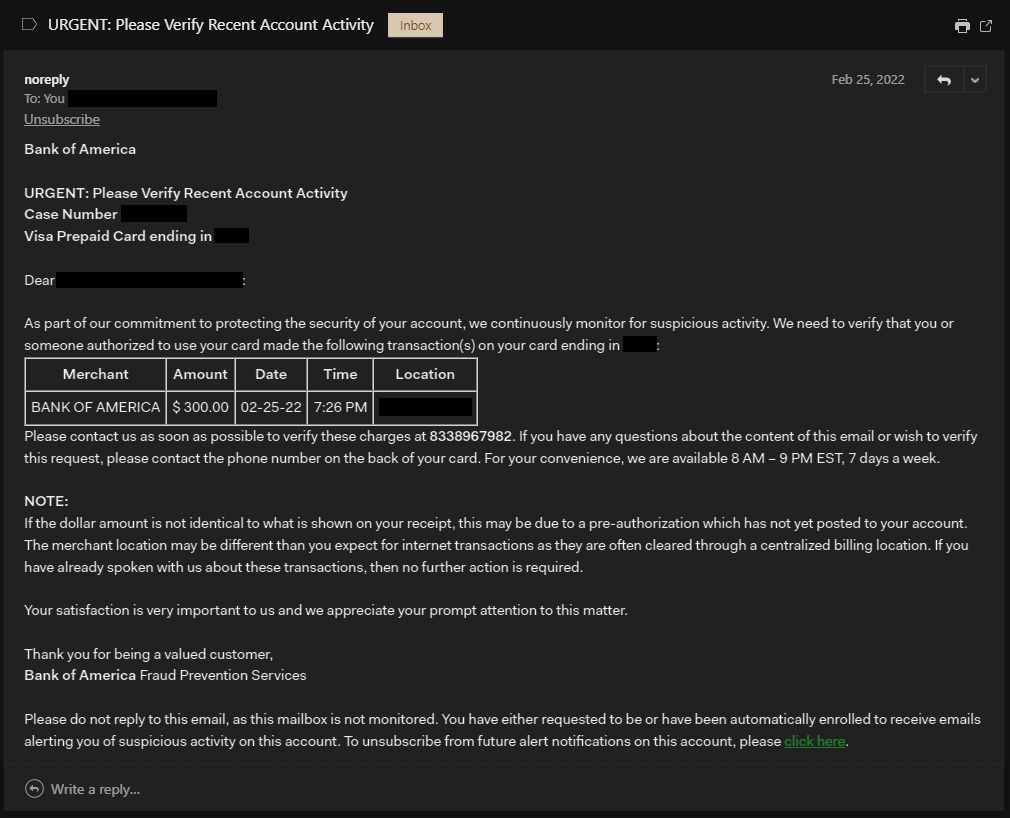 URGENT: Please Verify Recent Account Activity Inbox
noreply
Feb 25, 2022
To: You
Unsubscribe
Bank of America
URGENT: Please Verify Recent Account Activity
Case Number
Visa Prepaid Card ending in
Dear :
As part of our commitment to protecting the security of your account, we continuously monitor for suspicious activity. We need to verify that you or
someone authorized to use your card made the following transaction(s) on your card ending in :
Merchant Amount Date Time Location
BANK OF AMERICA $ 300.00 02-25-22 7:26 PM
Please contact us as soon as possible to verify these charges at 8338967982. If you have any questions about the content of this email or wish to verify
this request, please contact the phone number on the back of your card. For your convenience, we are available 8 AM – 9 PM EST, 7 days a week.
NOTE:
If the dollar amount is not identical to what is shown on your receipt, this may be due to a pre-authorization which has not yet posted to your account.
The merchant location may be different than you expect for internet transactions as they are often cleared through a centralized billing location. If you
have already spoken with us about these transactions, then no further action is required.
Your satisfaction is very important to us and we appreciate your prompt attention to this matter.
Thank you for being a valued customer,
Bank of America Fraud Prevention Services
Please do not reply to this email, as this mailbox is not monitored. You have either requested to be or have been automatically enrolled to receive emails
alerting you of suspicious activity on this account. To unsubscribe from future alert notifications on this account, please click here.
Write a reply...